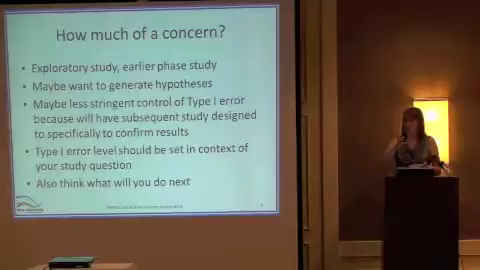 How much of a concern?
• Exploratory study, earlier phase study
• Maybe want to generate hypotheses
• Maybe less stringent control of Type I error
because will have subsequent study designed
to specifically to confirm results
• Type I error level should be set in context of
your study question
• Also think what will you do next